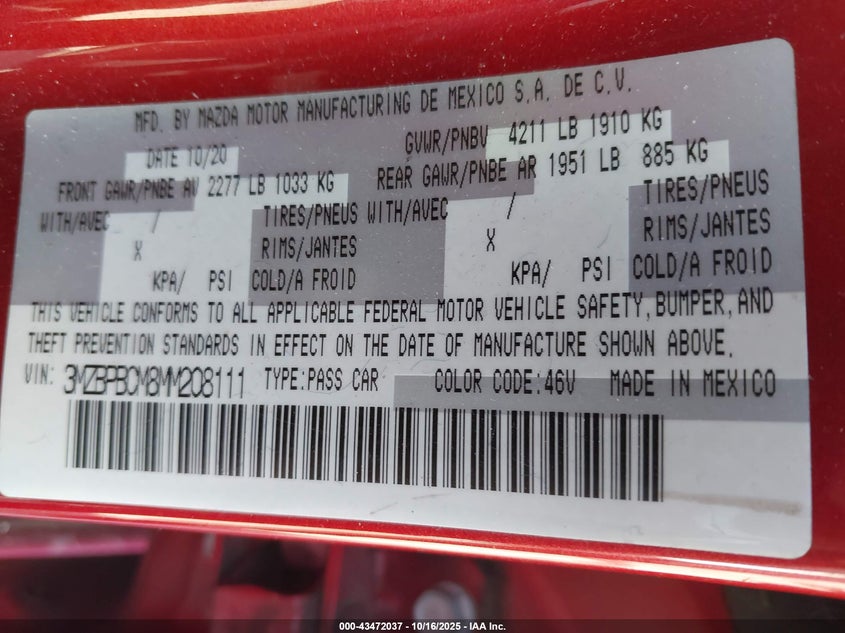 MFD. BY MAZDA MOTOR MANUFACTURING DE MEXICO S.A. DE C.V.
DATE 10/20 GVWR/PNBV 4211 LB 1910 KG
FRONT GAWR/PNBE AV 2277 LB 1033 KG REAR GAWR/PNBE AR 1951 LB 885 KG
WITH/AVEC / TIRES/PNEUS WITH/AVEC / TIRES/PNEUS
X RIMS/JANTES X RIMS/JANTES
KPA/ PSI COLD/A FROID KPA/ PSI COLD/A FROID
THIS VEHICLE CONFORMS TO ALL APPLICABLE FEDERAL MOTOR VEHICLE SAFETY, BUMPER, AND
THEFT PREVENTION STANDARDS IN EFFECT ON THE DATE OF MANUFACTURE SHOWN ABOVE.
VIN: 3MZBPBCM8MM208111 TYPE:PASS CAR COLOR CODE:46V MADE IN MEXICO
000-43472037 - 10/16/2025 - IAA Inc.